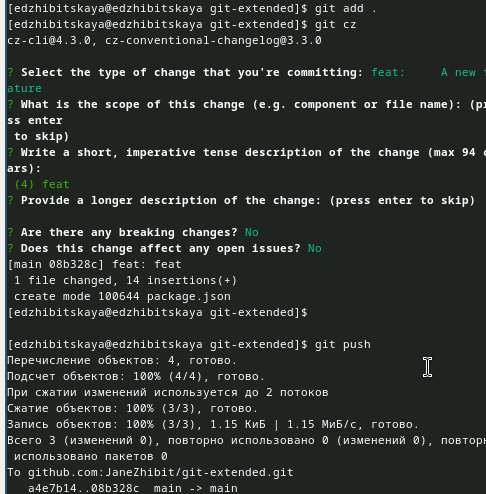 [edzhibitskaya@edzhibitskaya git-extended]$ git add .
[edzhibitskaya@edzhibitskaya git-extended]$ git cz
cz-cli@4.3.0, cz-conventional-changelog@3.3.0
? Select the type of change that you're committing: feat:     A new f
ature
? What is the scope of this change (e.g. component or file name): (pr
ss enter
 to skip)
? Write a short, imperative tense description of the change (max 94 c
ars):
 (4) feat
? Provide a longer description of the change: (press enter to skip)
? Are there any breaking changes? No
? Does this change affect any open issues? No
[main 08b328c] feat: feat
 1 file changed, 14 insertions(+)
 create mode 100644 package.json
[edzhibitskaya@edzhibitskaya git-extended]$
[edzhibitskaya@edzhibitskaya git-extended]$ git push
Перечисление объектов: 4, готово.
Подсчет объектов: 100% (4/4), готово.
При сжатии изменений используется до 2 потоков
Сжатие объектов: 100% (3/3), готово.
Запись объектов: 100% (3/3), 1.15 КиБ | 1.15 МиБ/с, готово.
Всего 3 (изменений 0), повторно использовано 0 (изменений 0), повторн
 использовано пакетов 0
To github.com:JaneZhibit/git-extended.git
   a4e7b14..08b328c  main -> main